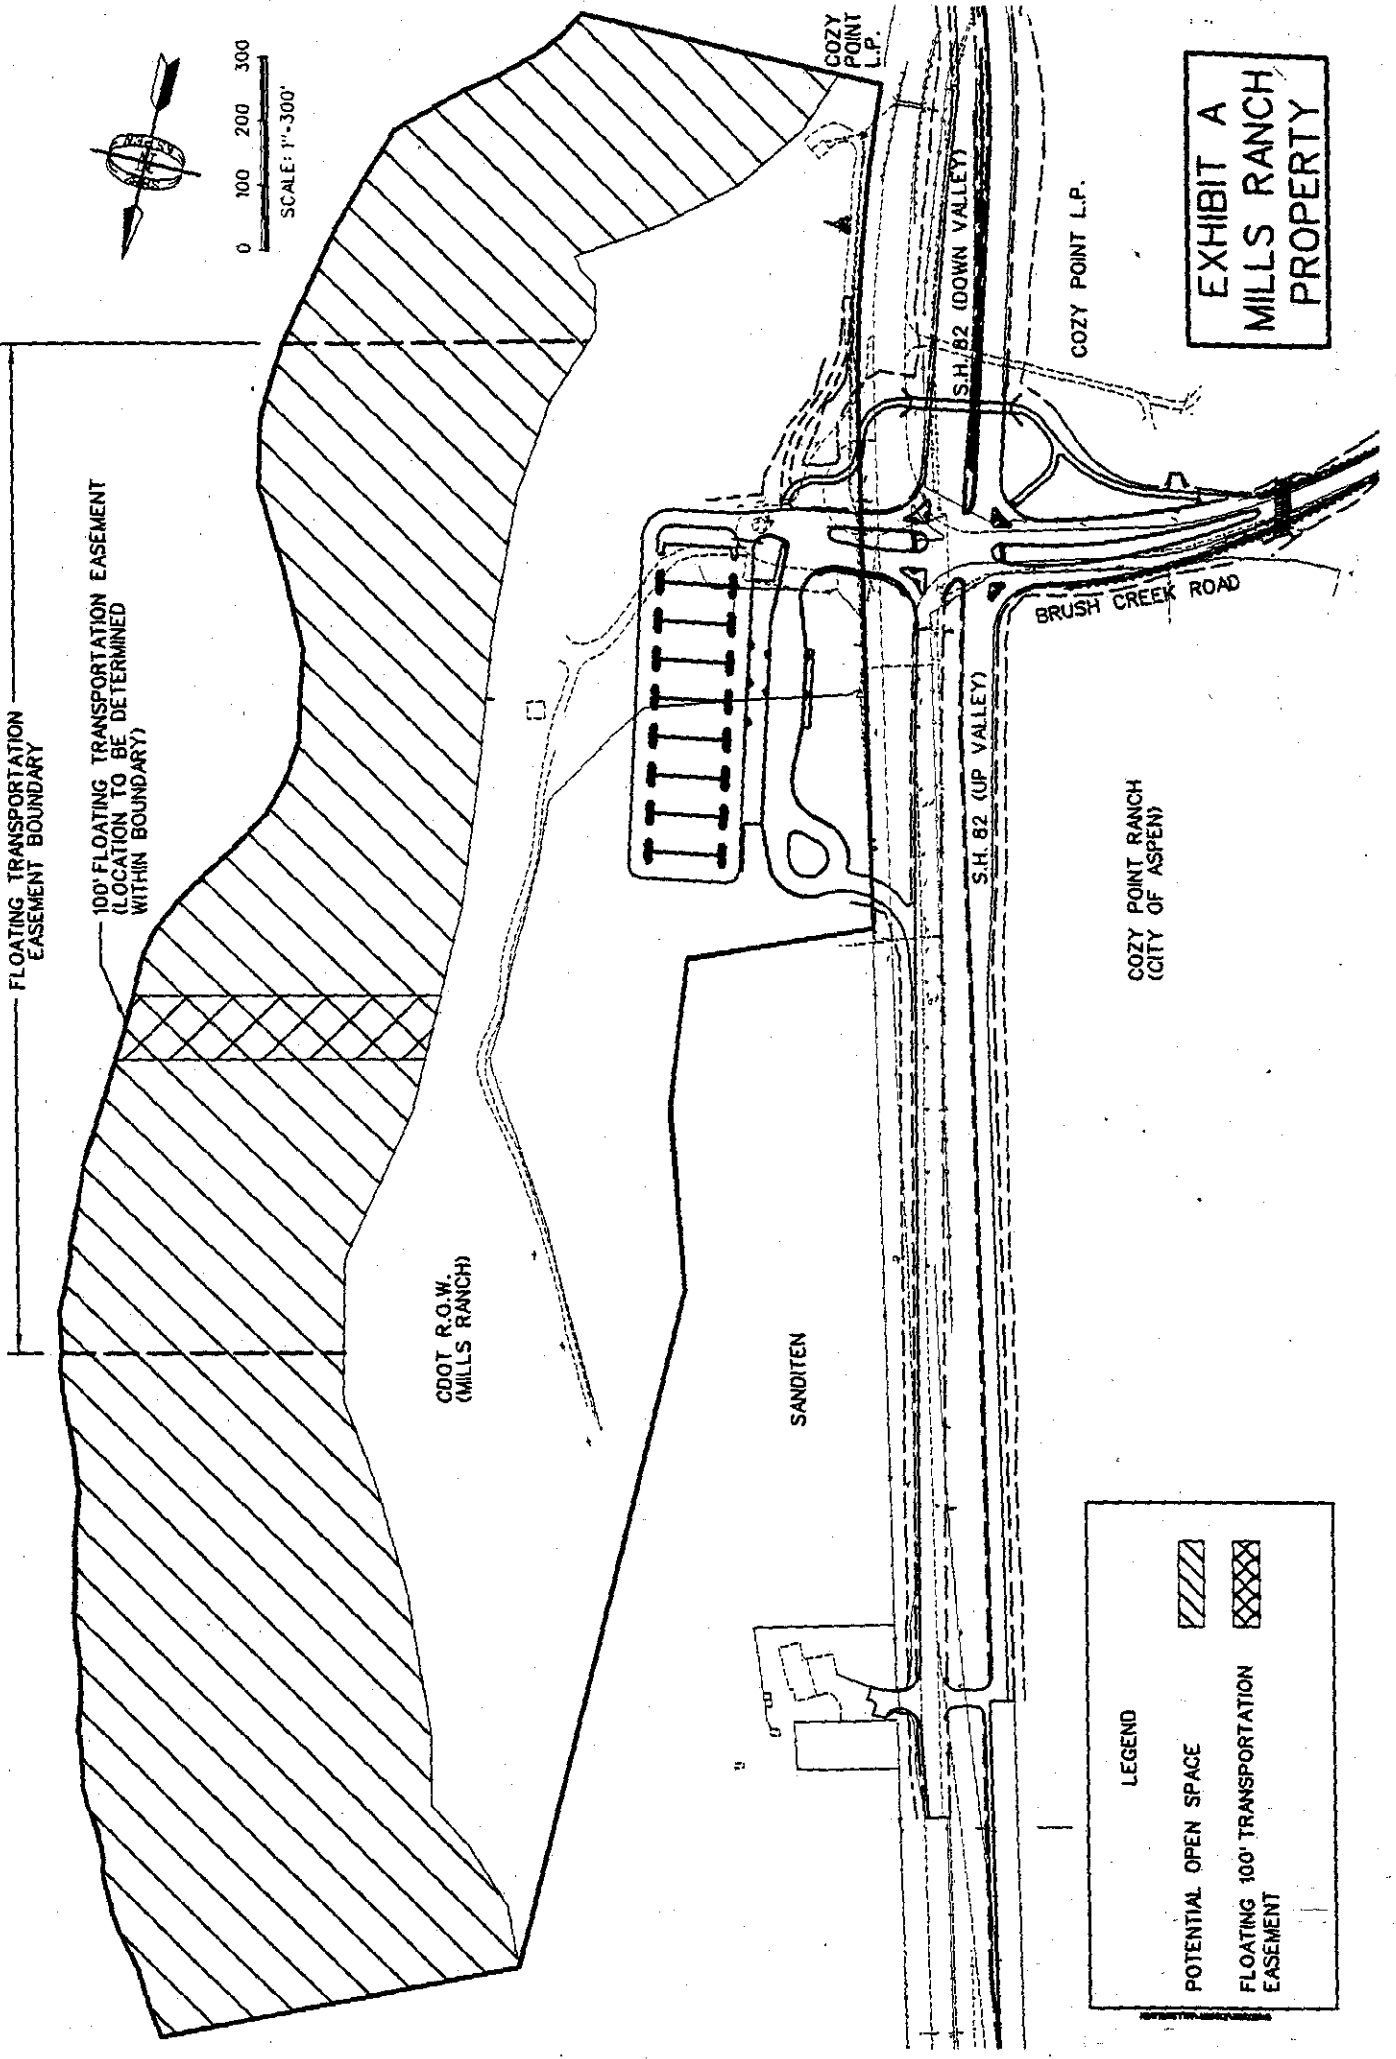 EXHIBIT A
MILLS RANCH
PROPERTY
0 100 200 300
SCALE: 1"-300'
FLOATING TRANSPORTATION
EASEMENT BOUNDARY
100' FLOATING TRANSPORTATION EASEMENT
(LOCATION TO BE DETERMINED
WITHIN BOUNDARY)
COZY
POINT
L.P.
S.H. 82 (DOWN VALLEY)
COZY POINT L.P.
BRUSH CREEK ROAD
S.H. 82 (UP VALLEY)
COZY POINT RANCH
(CITY OF ASPEN)
CDOT R.O.W.
(MILLS RANCH)
SANDITEN
LEGEND
POTENTIAL OPEN SPACE
FLOATING 100' TRANSPORTATION
EASEMENT